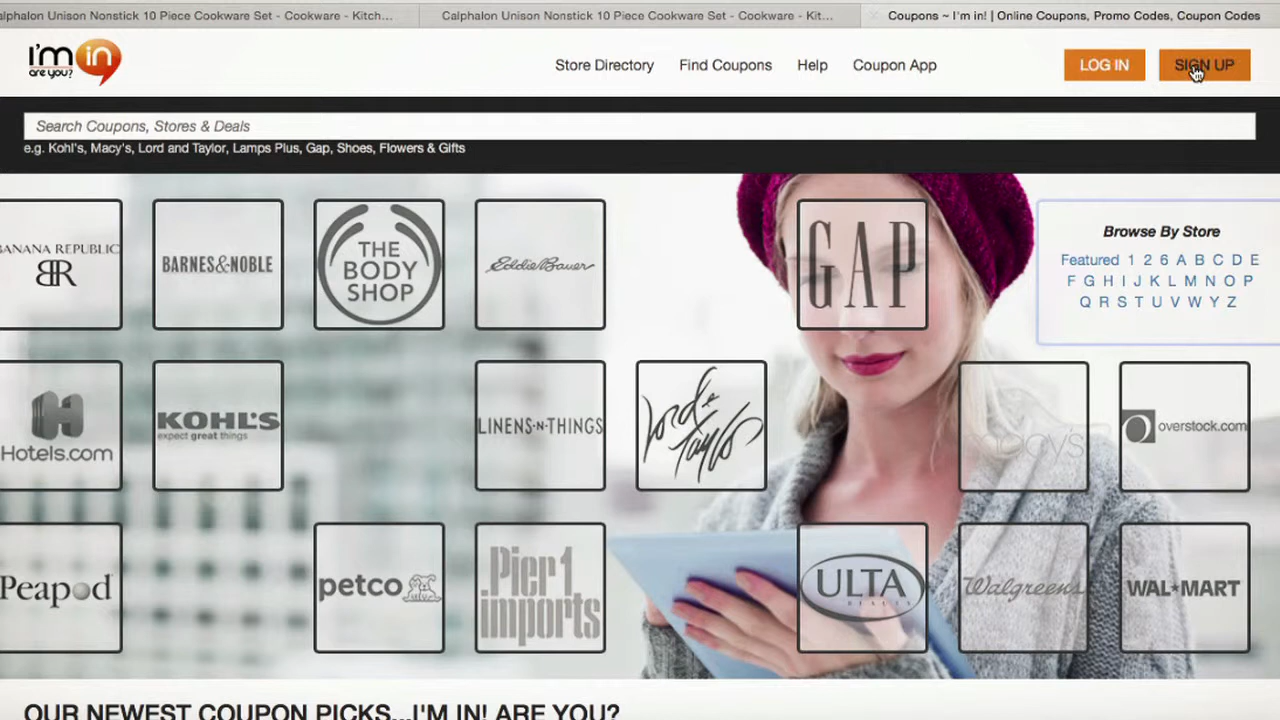 alphalon Unison Nonstick 10 Piece Cookware Set - Cookware - Kitch...
Calphalon Unison Nonstick 10 Piece Cookware Set - Cookware - Kit...
Coupons ~ I'm in! | Online Coupons, Promo Codes, Coupon Codes
I'm in
are you?
Store Directory
Find Coupons
Help
Coupon App
LOG IN
SIGN UP
Search Coupons, Stores & Deals
e.g. Kohl's, Macy's, Lord and Taylor, Lamps Plus, Gap, Shoes, Flowers & Gifts
BANANA REPUBLIC
BR
BARNES&NOBLE
THE
BODY
SHOP
Eddie Bauer
GAP
Browse By Store
Featured 1 2 6 A B C D E
F G H I J K L M N O P
Q R S T U V W Y Z
H
Hotels.com
KOHL'S
expect great things
LINENS-N-THINGS
Lord & Taylor
macy's
overstock.com
Peapod
petco
Pier 1
imports
ULTA
BEAUTY
Walgreens
WAL★MART
OUR NEWEST COUPON PICKS...I'M IN! ARE YOU?